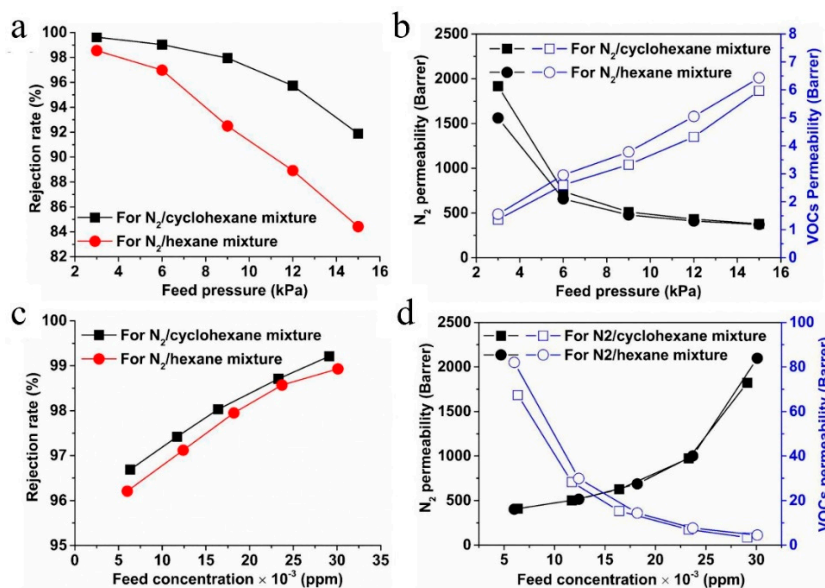 a
Rejection rate (%)
100
98
96
94
92
90
88
86
84
82
For N₂/cyclohexane mixture
For N₂/hexane mixture
2 4 6 8 10 12 14 16
Feed pressure (kPa)
b
N₂ permeability (Barrer)
2500
2000
1500
1000
500
0
For N₂/cyclohexane mixture
For N₂/hexane mixture
8
7
6
5
4
3
2
1
0
VOCs Permeability (Barrer)
2 4 6 8 10 12 14 16
Feed pressure (kPa)
c
Rejection rate (%)
100
99
98
97
96
95
For N₂/cyclohexane mixture
For N₂/hexane mixture
0 5 10 15 20 25 30 35
Feed concentration × 10⁻³ (ppm)
d
N₂ permeability (Barrer)
2500
2000
1500
1000
500
0
For N2/cyclohexane mixture
For N2/hexane mixture
100
80
60
40
20
0
VOCs permeability (Barrer)
5 10 15 20 25 30
Feed concentration × 10⁻³ (ppm)